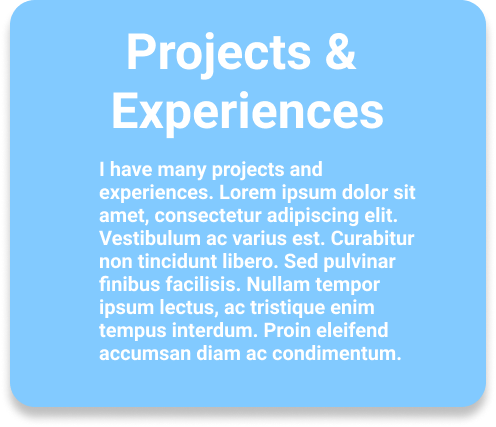 Projects &
Experiences
I have many projects and
experiences. Lorem ipsum dolor sit
amet, consectetur adipiscing elit.
Vestibulum ac varius est. Curabitur
non tincidunt libero. Sed pulvinar
finibus facilisis. Nullam tempor
ipsum lectus, ac tristique enim
tempus interdum. Proin eleifend
accumsan diam ac condimentum.